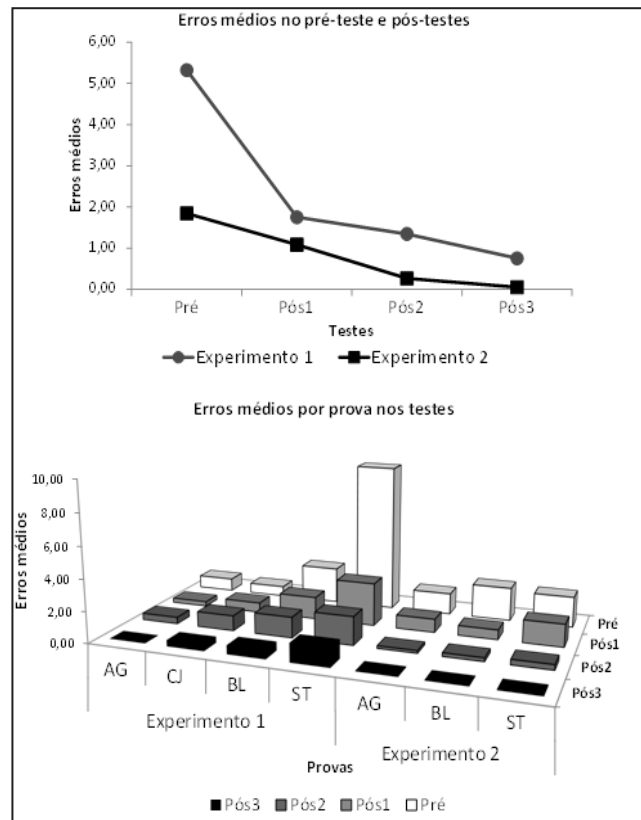 Erros médios no pré-teste e pós-testes
6,00
5,00
4,00
3,00
2,00
1,00
0,00
Erros médios
Pré Pós1 Pós2 Pós3
Testes
Experimento 1 Experimento 2
Erros médios por prova nos testes
10,00
8,00
6,00
4,00
2,00
0,00
Erros médios
Pré
Pós1
Pós2
Pós3
AG CJ BL ST AG BL ST
Experimento 1 Experimento 2
Provas
Pós3 Pós2 Pós1 Pré